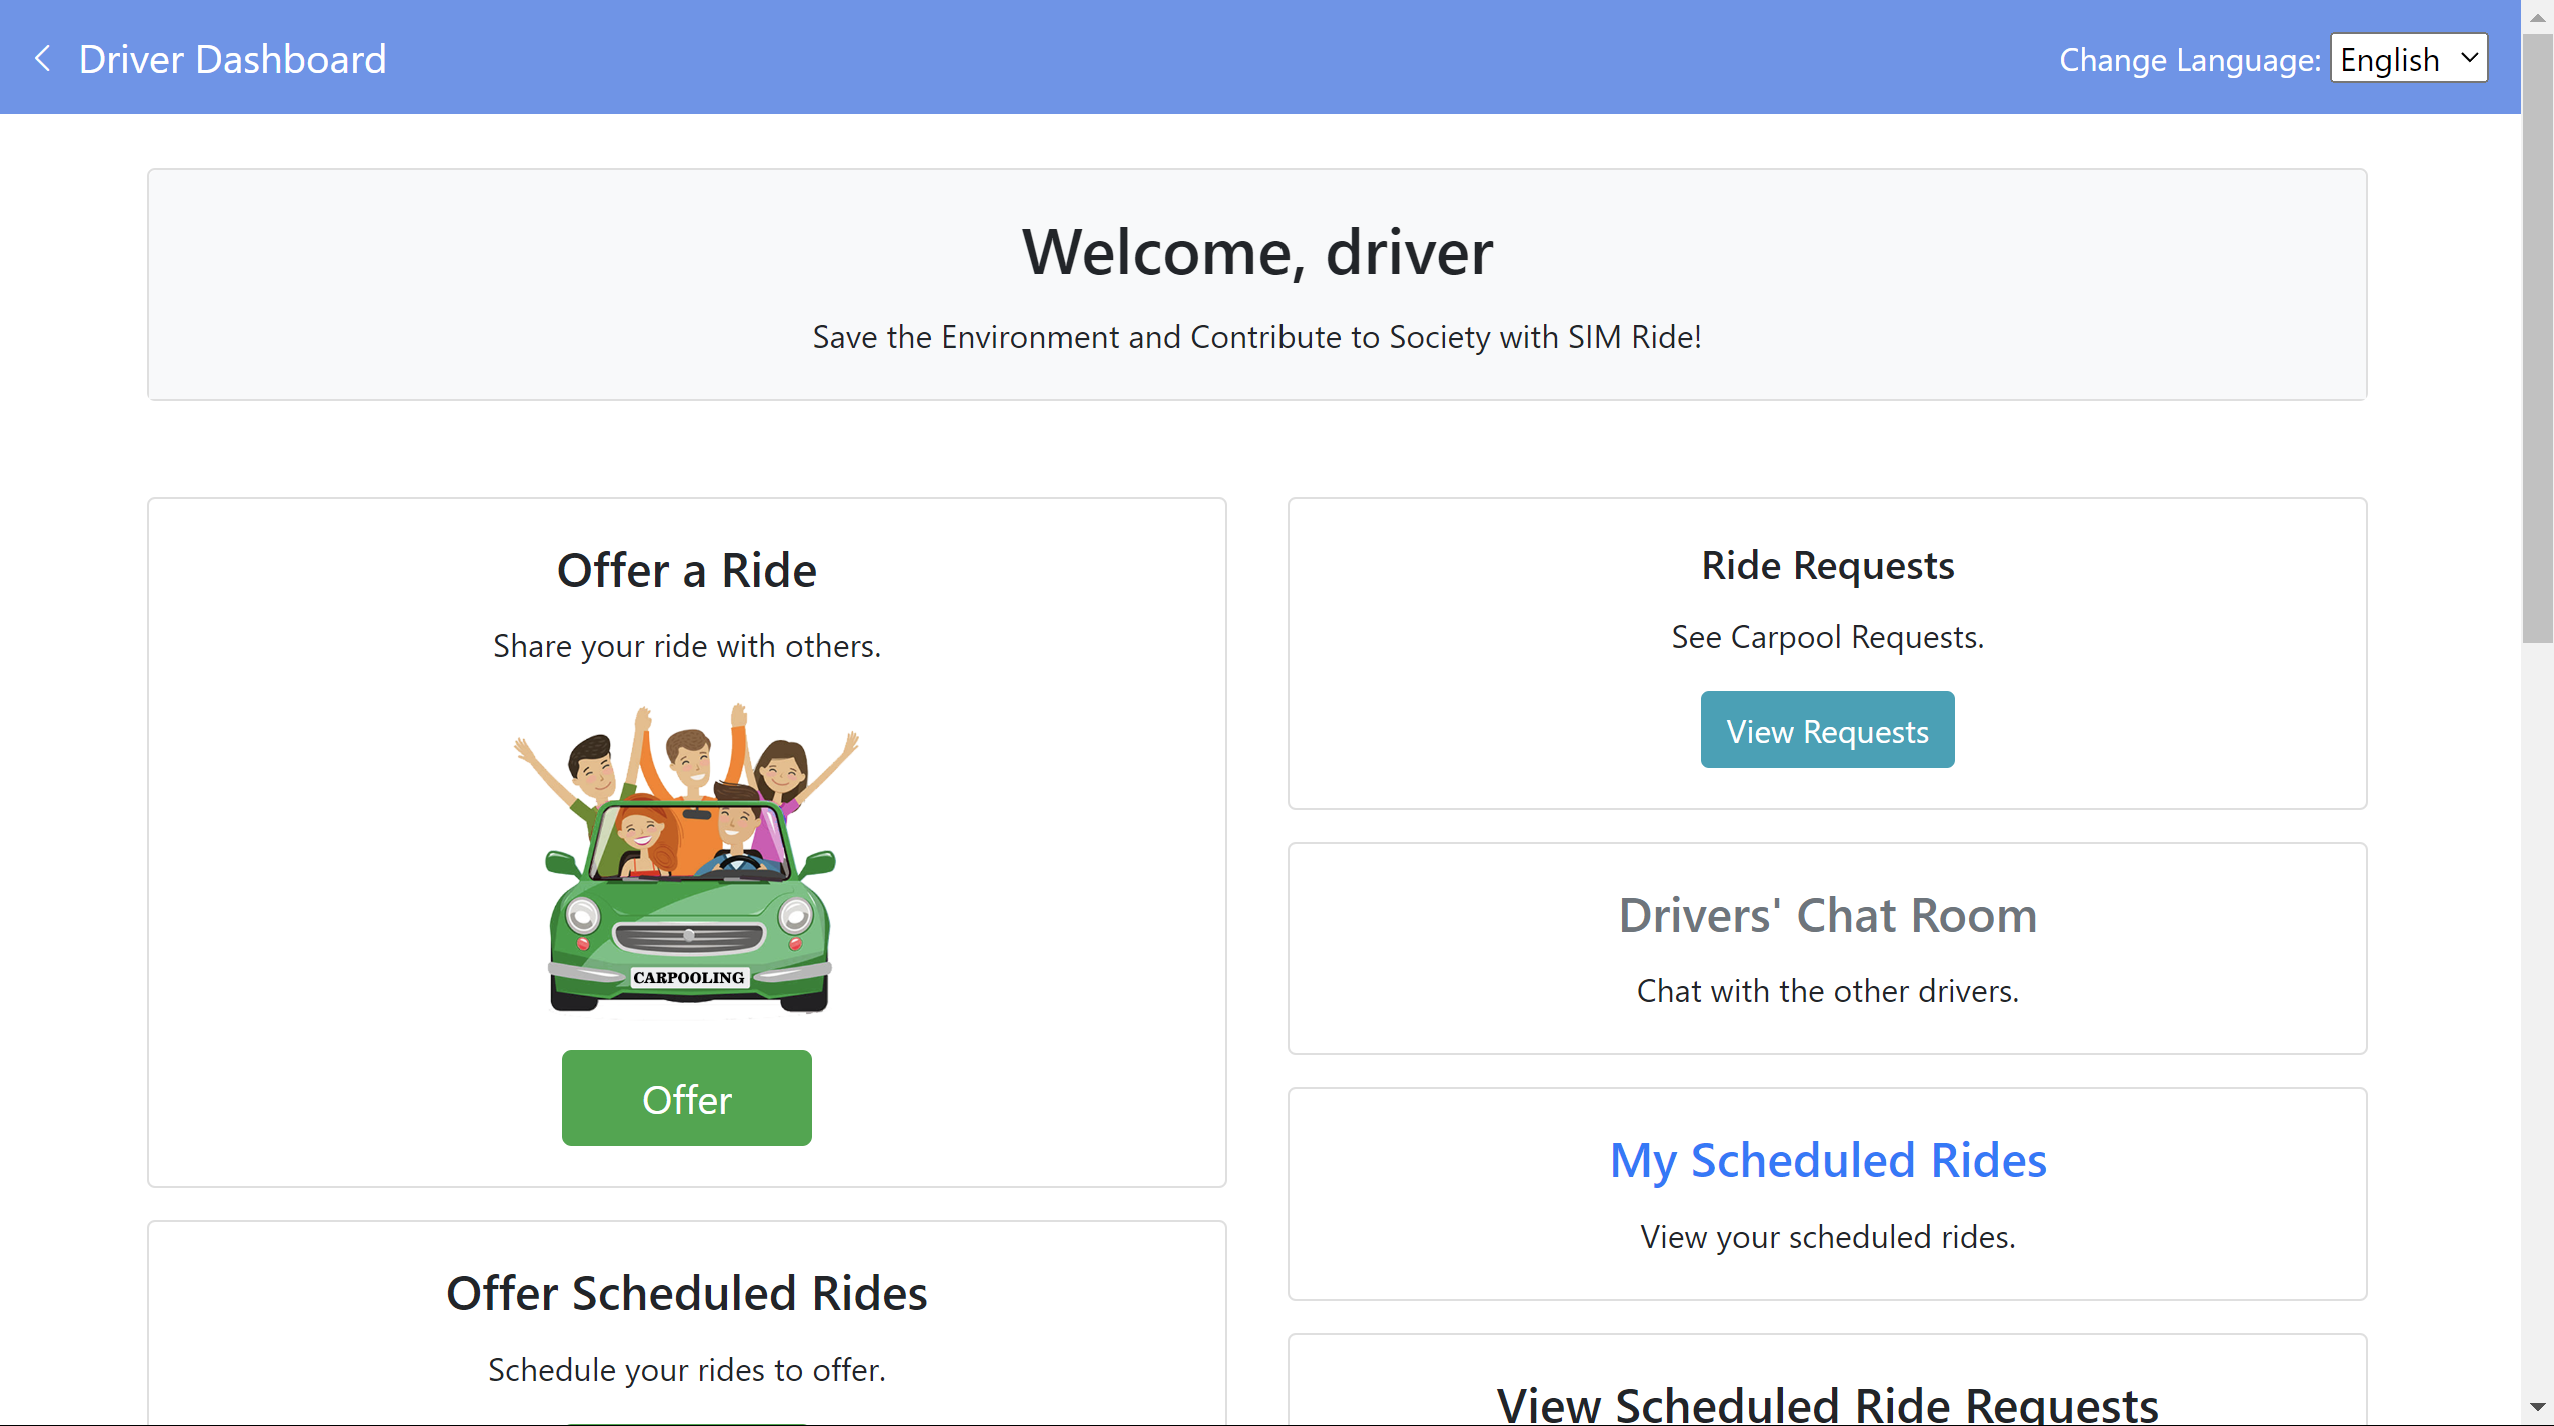 Driver Dashboard
Change Language: English
Welcome, driver
Save the Environment and Contribute to Society with SIM Ride!
Offer a Ride
Share your ride with others.
CARPOOLING
Offer
Offer Scheduled Rides
Schedule your rides to offer.
Ride Requests
See Carpool Requests.
View Requests
Drivers' Chat Room
Chat with the other drivers.
My Scheduled Rides
View your scheduled rides.
View Scheduled Ride Requests